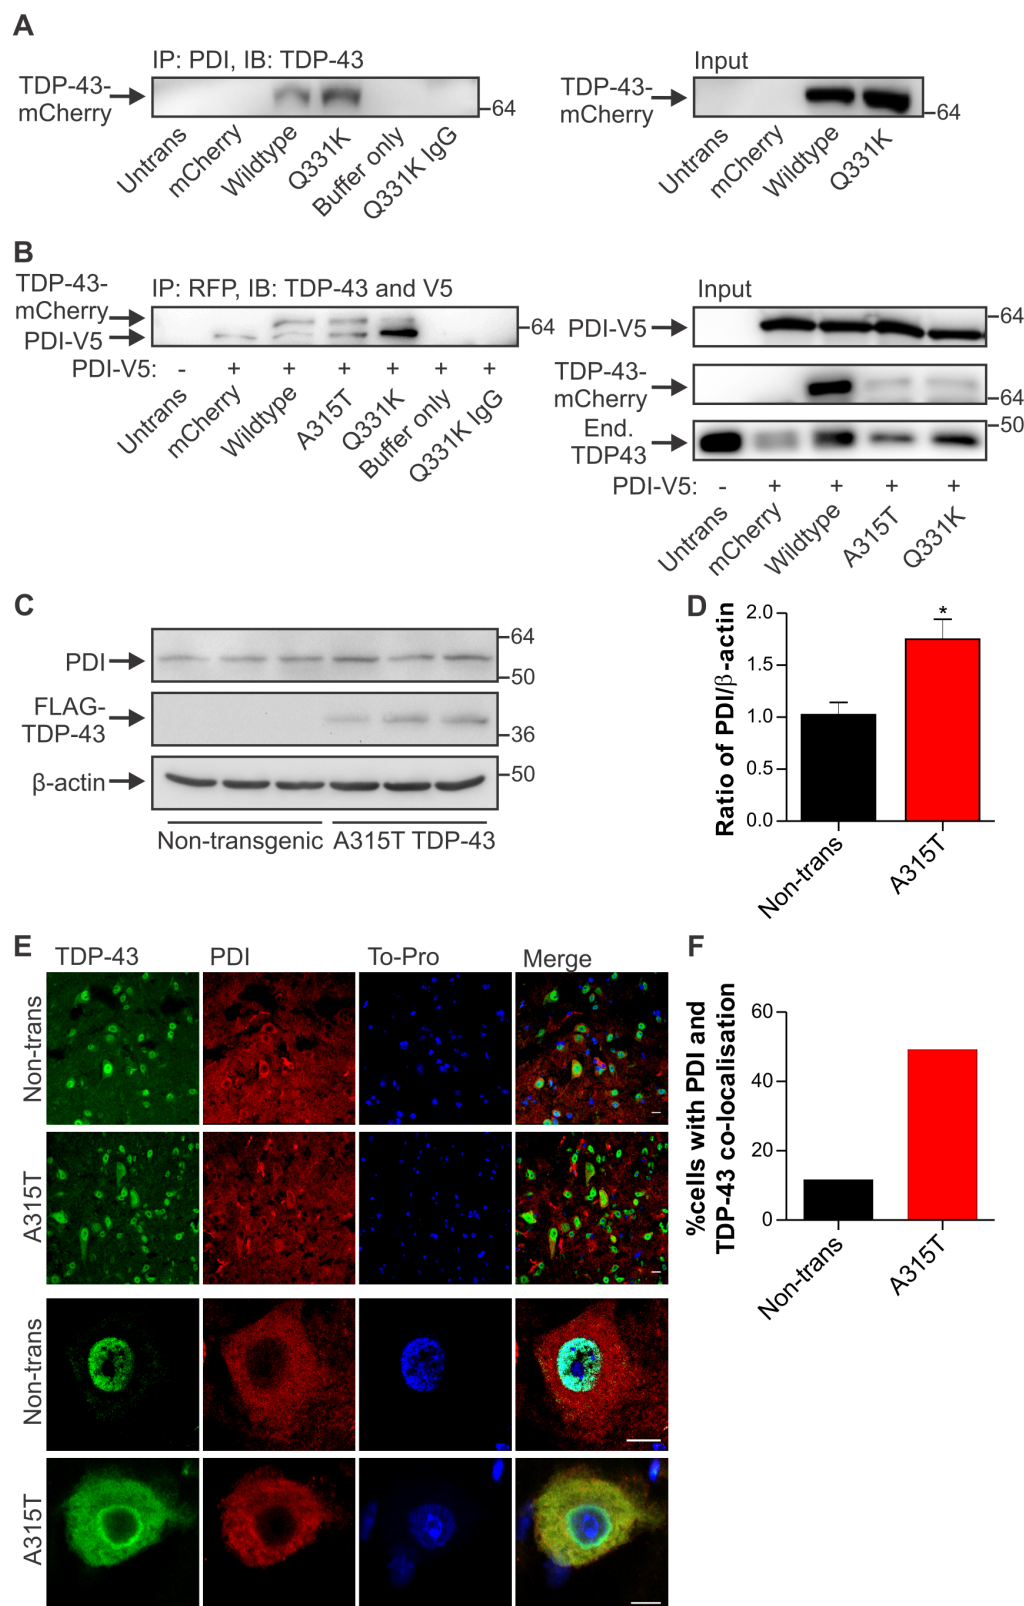 A
IP: PDI, IB: TDP-43
TDP-43-
mCherry
64
Untrans
mCherry
Wildtype
Q331K
Buffer only
Q331K IgG
Input
TDP-43-
mCherry
64
Untrans
mCherry
Wildtype
Q331K
B
IP: RFP, IB: TDP-43 and V5
TDP-43-
mCherry
PDI-V5
64
PDI-V5: - + + + + + +
Untrans
mCherry
Wildtype
A315T
Q331K
Buffer only
Q331K IgG
Input
PDI-V5
64
TDP-43-
mCherry
64
End.
TDP43
50
PDI-V5: - + + + +
Untrans
mCherry
Wildtype
A315T
Q331K
C
PDI
64
50
FLAG-
TDP-43
36
β-actin
50
Non-transgenic A315T TDP-43
D
Ratio of PDI/β-actin
2.0
1.5
1.0
0.5
0.0
*
Non-trans
A315T
E
TDP-43 PDI To-Pro Merge
Non-trans
A315T
Non-trans
A315T
F
%cells with PDI and
TDP-43 co-localisation
60
40
20
0
Non-trans
A315T